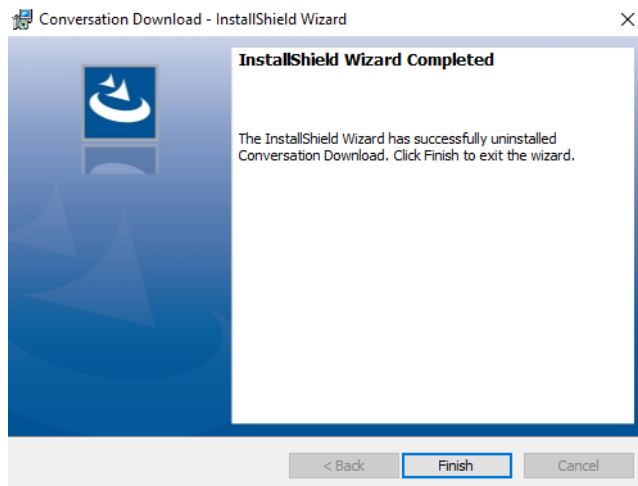 Conversation Download - InstallShield Wizard
InstallShield Wizard Completed
The InstallShield Wizard has successfully uninstalled
Conversation Download. Click Finish to exit the wizard.
< Back Finish Cancel